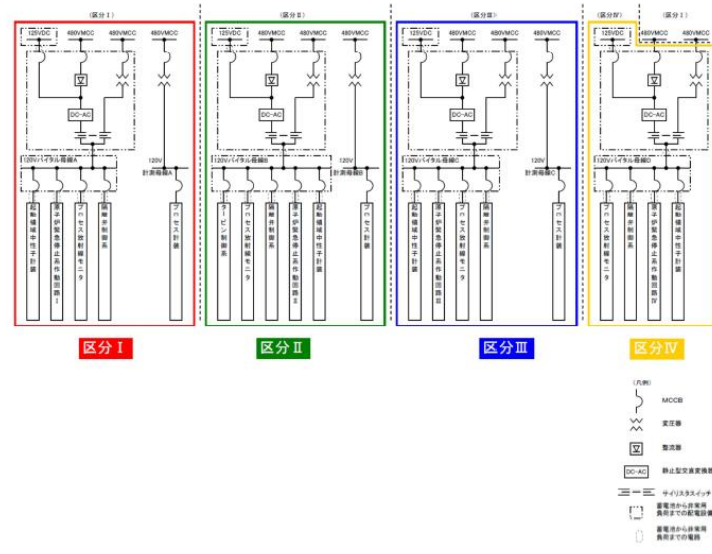 (区分Ⅰ)
125VDC 480VMCC 480VMCC 480VMCC
DC-AC
120Vバイタル母線A
120V
計測母線A
起動領域中性子計装
原子炉緊急停止系作動回路Ⅰ
プロセス放射線モニタ
隔離弁制御系
プロセス計装
区分Ⅰ
(区分Ⅱ)
125VDC 480VMCC 480VMCC 480VMCC
DC-AC
120Vバイタル母線B
120V
計測母線B
タービン制御系
プロセス放射線モニタ
隔離弁制御系
原子炉緊急停止系作動回路Ⅱ
起動領域中性子計装
プロセス計装
区分Ⅱ
(区分Ⅲ)
125VDC 480VMCC 480VMCC 480VMCC
DC-AC
120Vバイタル母線C
120V
計測母線C
起動領域中性子計装
原子炉緊急停止系作動回路Ⅲ
プロセス放射線モニタ
隔離弁制御系
プロセス計装
区分Ⅲ
(区分Ⅳ) (区分Ⅰ)
125VDC 480VMCC 480VMCC
DC-AC
120Vバイタル母線D
プロセス放射線モニタ
隔離弁制御系
原子炉緊急停止系作動回路Ⅳ
起動領域中性子計装
区分Ⅳ
(凡例)
MCCB
変圧器
整流器
DC-AC 静止型交直変換器
サイリスタスイッチ
蓄電池から非常用
負荷までの配電設備
蓄電池から非常用
負荷までの電路